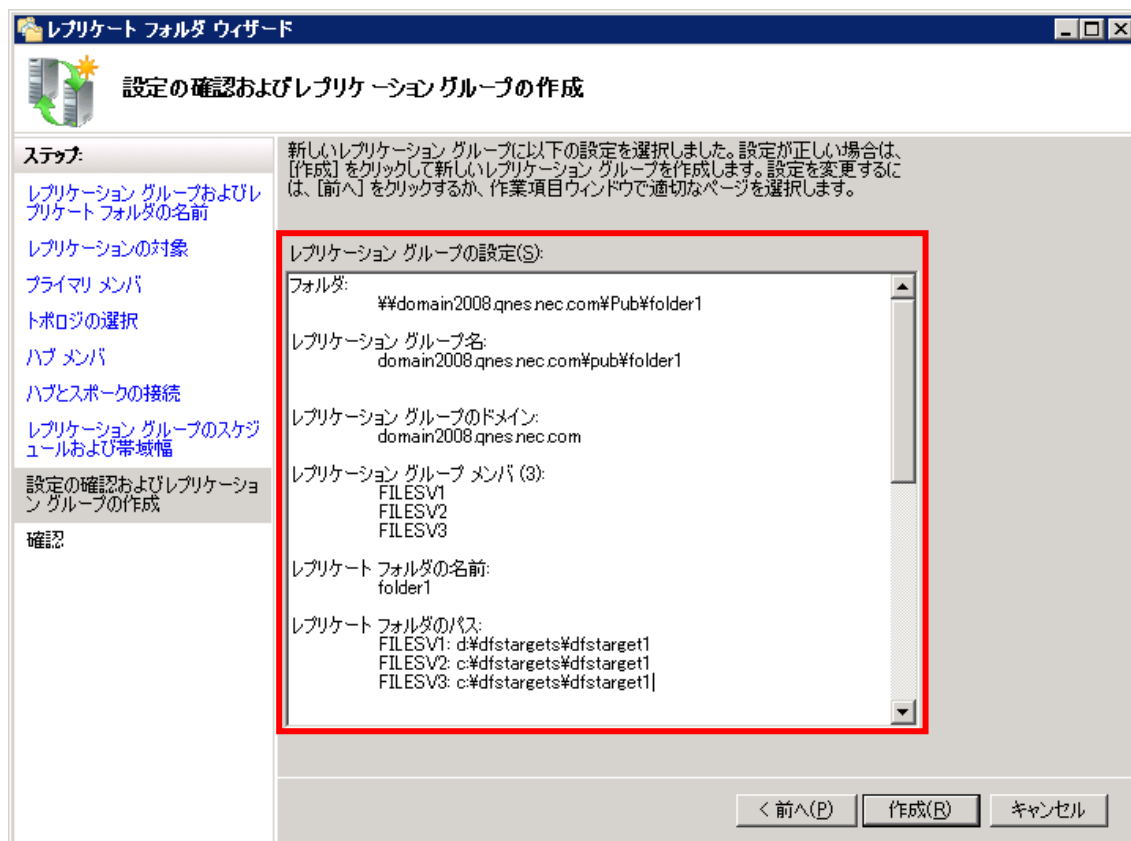 レプリケート フォルダ ウィザード
設定の確認およびレプリケーション グループの作成
ステップ:
レプリケーション グループおよびレ
プリケート フォルダの名前
レプリケーションの対象
プライマリ メンバ
トポロジの選択
ハブ メンバ
ハブとスポークの接続
レプリケーション グループのスケジ
ュールおよび帯域幅
設定の確認およびレプリケーショ
ン グループの作成
確認
新しいレプリケーション グループに以下の設定を選択しました。設定が正しい場合は、
[作成] をクリックして新しいレプリケーション グループを作成します。設定を変更するに
は、[前へ] をクリックするか、作業項目ウィンドウで適切なページを選択します。
レプリケーション グループの設定(S):
フォルダ:
¥¥domain2008.qnes.nec.com¥Pub¥folder1
レプリケーション グループ名:
domain2008.qnes.nec.com¥pub¥folder1
レプリケーション グループのドメイン:
domain2008.qnes.nec.com
レプリケーション グループ メンバ (3):
FILESV1
FILESV2
FILESV3
レプリケート フォルダの名前:
folder1
レプリケート フォルダのパス:
FILESV1: d:¥dfstargets¥dfstarget1
FILESV2: c:¥dfstargets¥dfstarget1
FILESV3: c:¥dfstargets¥dfstarget1
< 前へ(P)
作成(R)
キャンセル